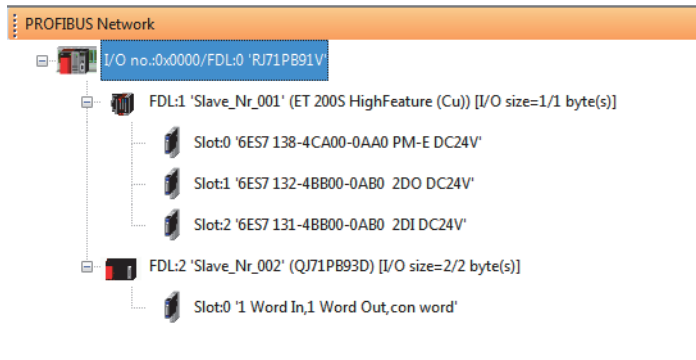 PROFIBUS Network
I/O no.:0x0000/FDL:0 'RJ71PB91V'
FDL:1 'Slave_Nr_001' (ET 200S HighFeature (Cu)) [I/O size=1/1 byte(s)]
Slot:0 '6ES7 138-4CA00-0AA0 PM-E DC24V'
Slot:1 '6ES7 132-4BB00-0AB0  2DO DC24V'
Slot:2 '6ES7 131-4BB00-0AB0  2DI DC24V'
FDL:2 'Slave_Nr_002' (QJ71PB93D) [I/O size=2/2 byte(s)]
Slot:0 '1 Word In,1 Word Out,con word'